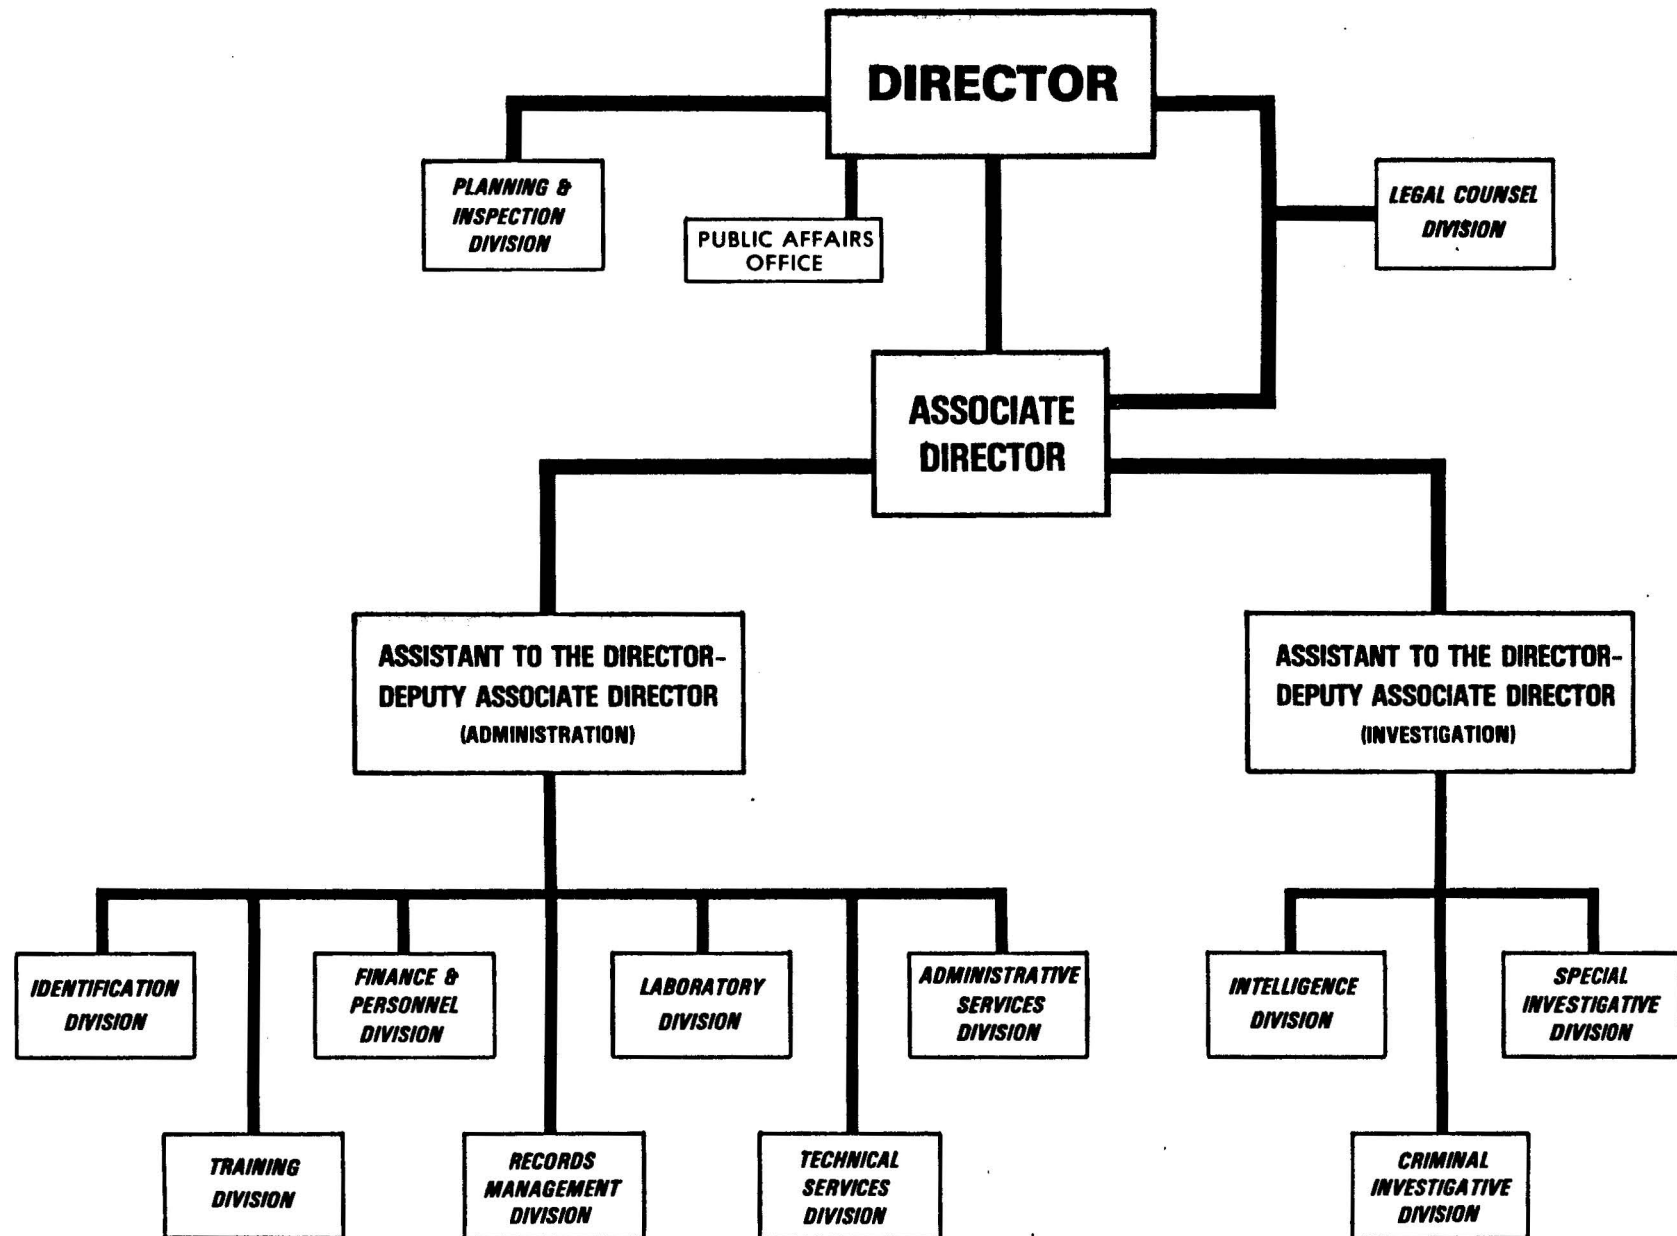 DIRECTOR
PLANNING &
INSPECTION
DIVISION
PUBLIC AFFAIRS
OFFICE
LEGAL COUNSEL
DIVISION
ASSOCIATE
DIRECTOR
ASSISTANT TO THE DIRECTOR-
DEPUTY ASSOCIATE DIRECTOR
(ADMINISTRATION)
ASSISTANT TO THE DIRECTOR-
DEPUTY ASSOCIATE DIRECTOR
(INVESTIGATION)
IDENTIFICATION
DIVISION
FINANCE &
PERSONNEL
DIVISION
LABORATORY
DIVISION
ADMINISTRATIVE
SERVICES
DIVISION
INTELLIGENCE
DIVISION
SPECIAL
INVESTIGATIVE
DIVISION
TRAINING
DIVISION
RECORDS
MANAGEMENT
DIVISION
TECHNICAL
SERVICES
DIVISION
CRIMINAL
INVESTIGATIVE
DIVISION